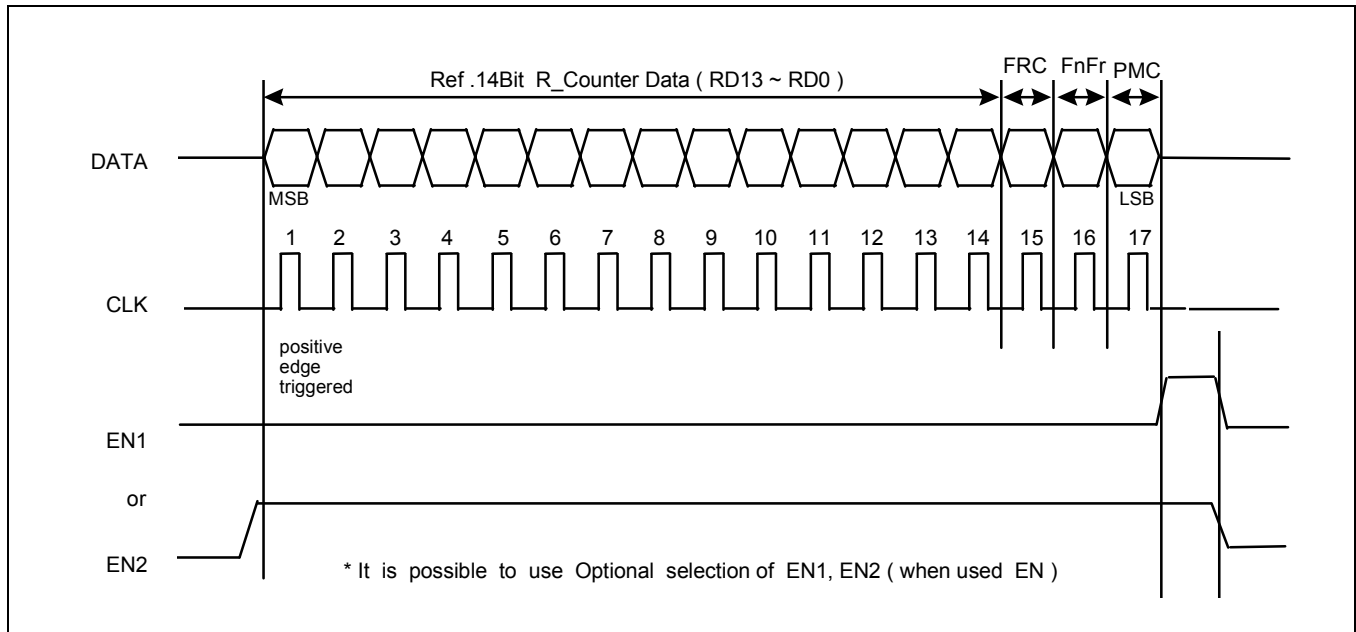 Ref .14Bit R_Counter Data ( RD13 ~ RD0 ) FRC FnFr PMC
DATA
MSB LSB
1 2 3 4 5 6 7 8 9 10 11 12 13 14 15 16 17
CLK
positive
edge
triggered
EN1
or
EN2
* It is possible to use Optional selection of EN1, EN2 ( when used EN )